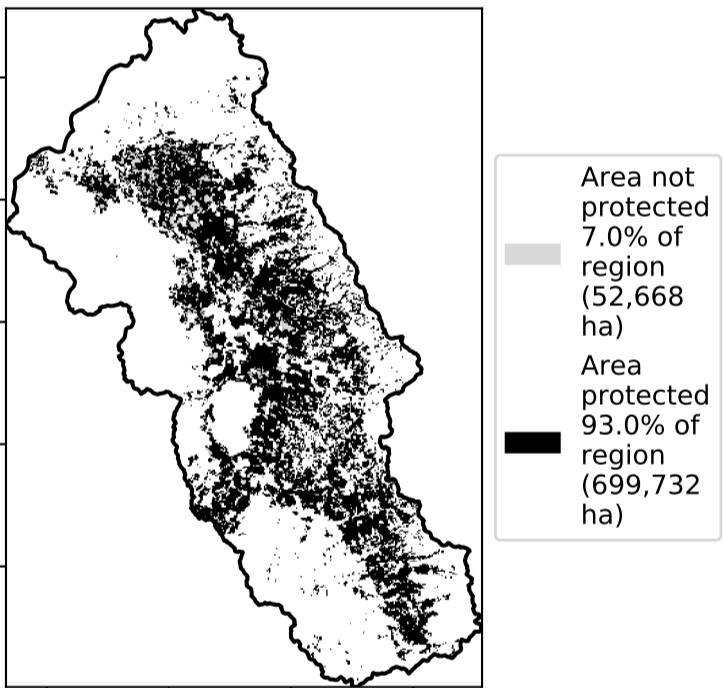 Area not
protected
7.0% of
region
(52,668
ha)
Area
protected
93.0% of
region
(699,732
ha)